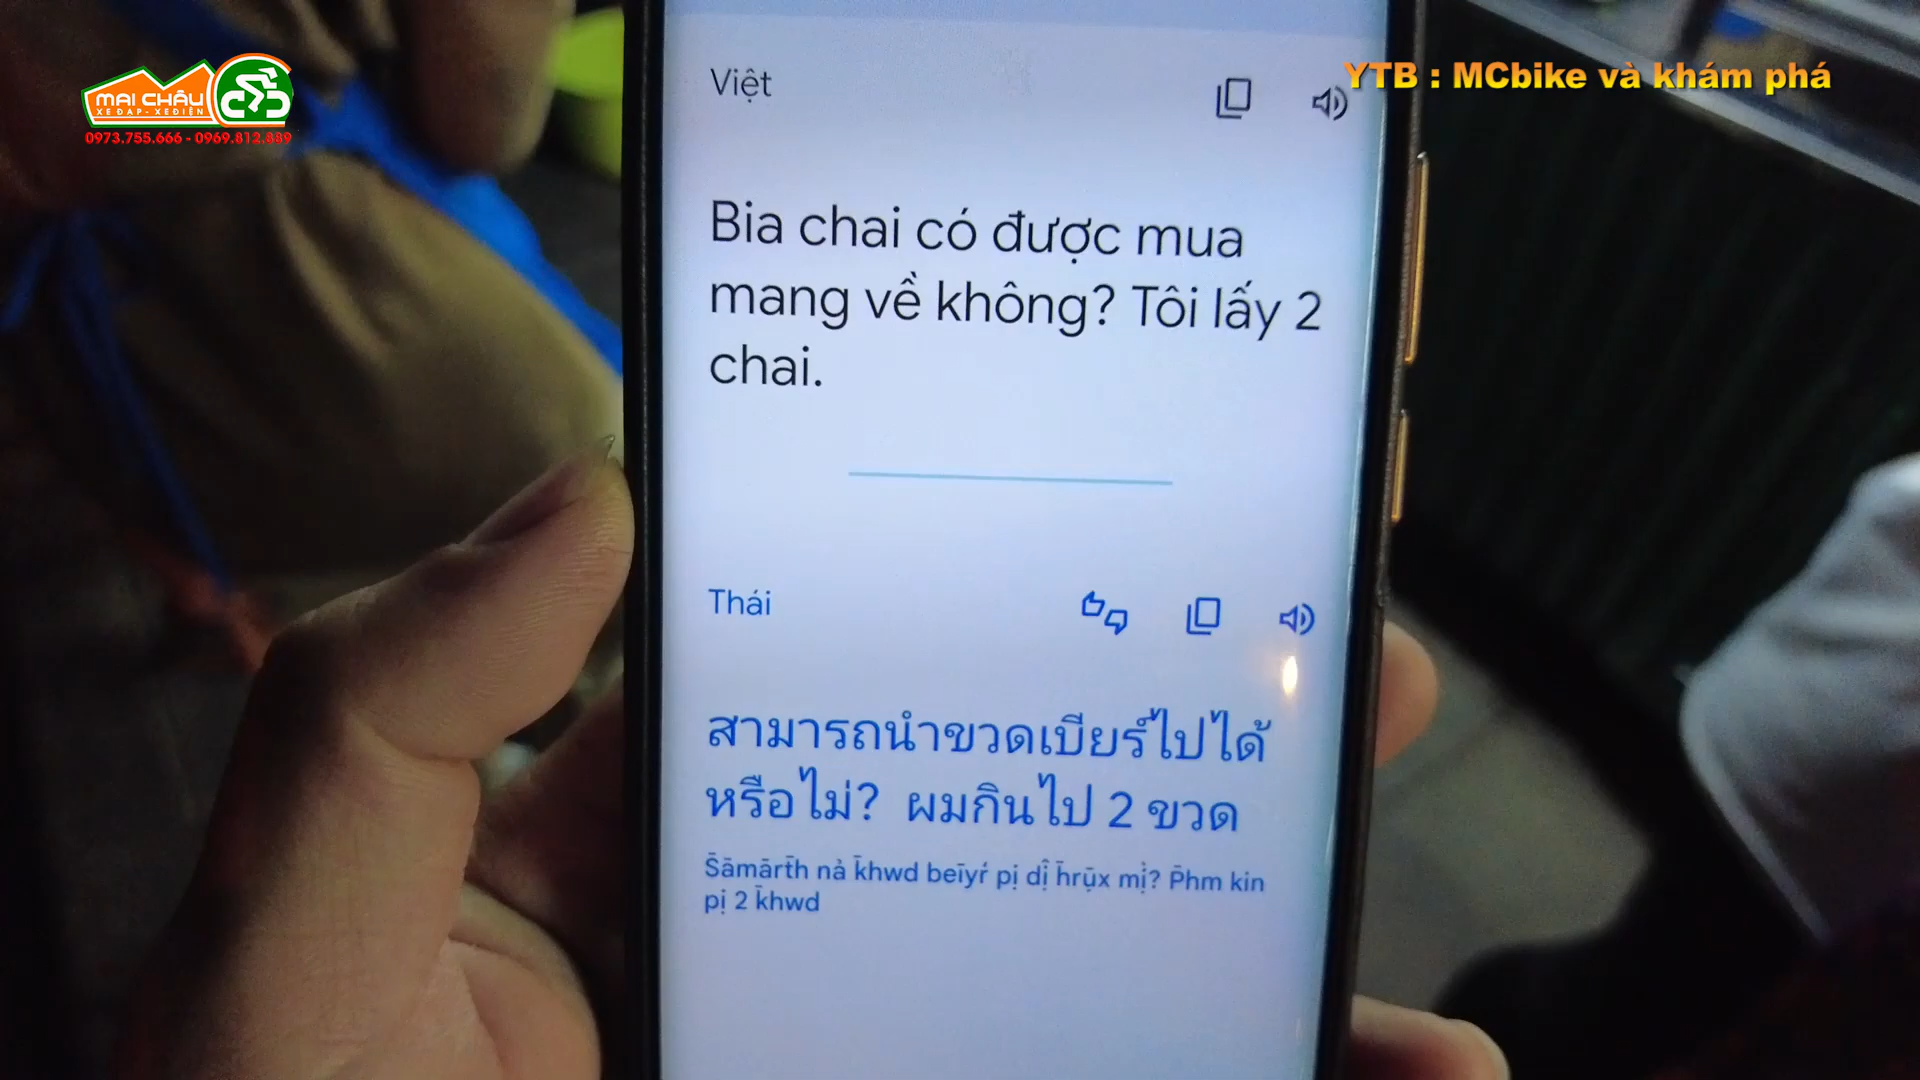 MAI CHÂU
XE ĐẠP - XE ĐIỆN
0973.755.666 - 0969.812.889
YTB : MCbike và khám phá
Việt
Bia chai có được mua
mang về không? Tôi lấy 2
chai.
Thái
สามารถนำขวดเบียร์ไปได้
หรือไม่? ผมกินไป 2 ขวด
S̄āmārt̄h nả k̄hwd beīyŕ pị dị̂ h̄rụ̄x mị̀? P̄hm kin
pị 2 k̄hwd